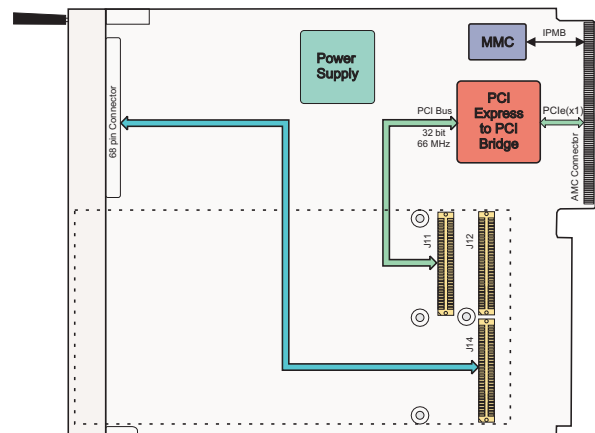 MMC
IPMB
Power
Supply
68 pin Connector
PCI Bus
32 bit
66 MHz
PCI
Express
to PCI
Bridge
PCIe(x1)
AMC Connector
J11
J12
J14